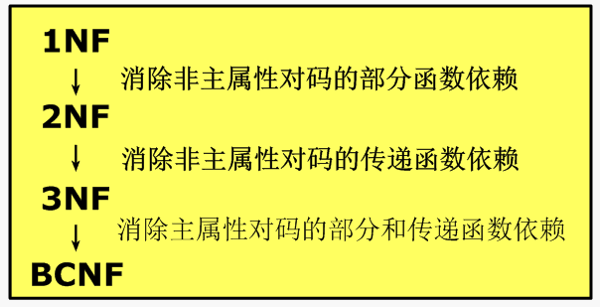 1NF
消除非主属性对码的部分函数依赖
2NF
消除非主属性对码的传递函数依赖
3NF
消除主属性对码的部分和传递函数依赖
BCNF